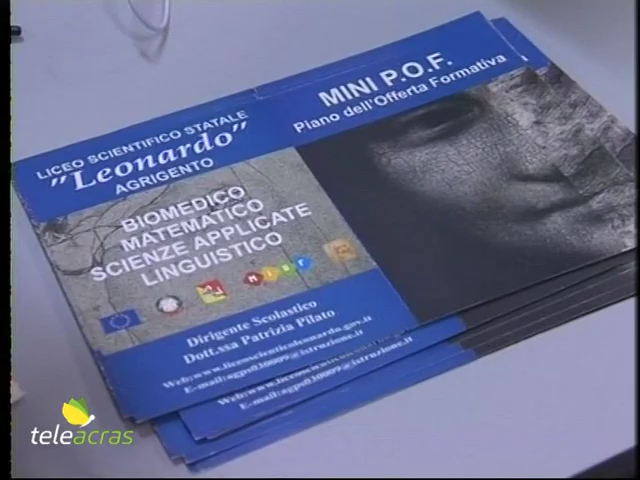 LICEO SCIENTIFICO STATALE
"Leonardo"
AGRIGENTO
MINI P.O.F.
Piano dell'Offerta Formativa
BIOMEDICO
MATEMATICO
SCIENZE APPLICATE
LINGUISTICO
Dirigente Scolastico
Dott.ssa Patrizia Pilato
teleacras